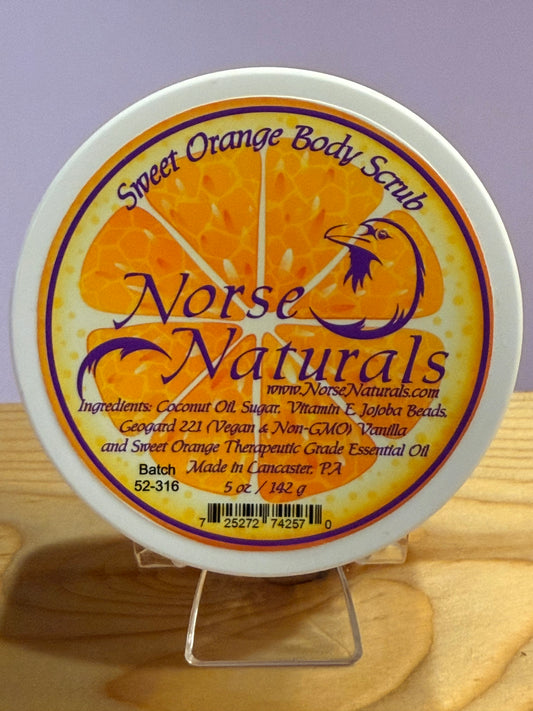 Sweet Orange Body Scrub
Norse
Naturals
www.NorseNaturals.com
Ingredients: Coconut Oil, Sugar, Vitamin E, Jojoba Beads,
Geogard 221 (Vegan & Non-GMO) Vanilla
and Sweet Orange Therapeutic Grade Essential Oil
Made in Lancaster, PA
Batch
52-316
5 oz / 142 g
7 25272 74257 0